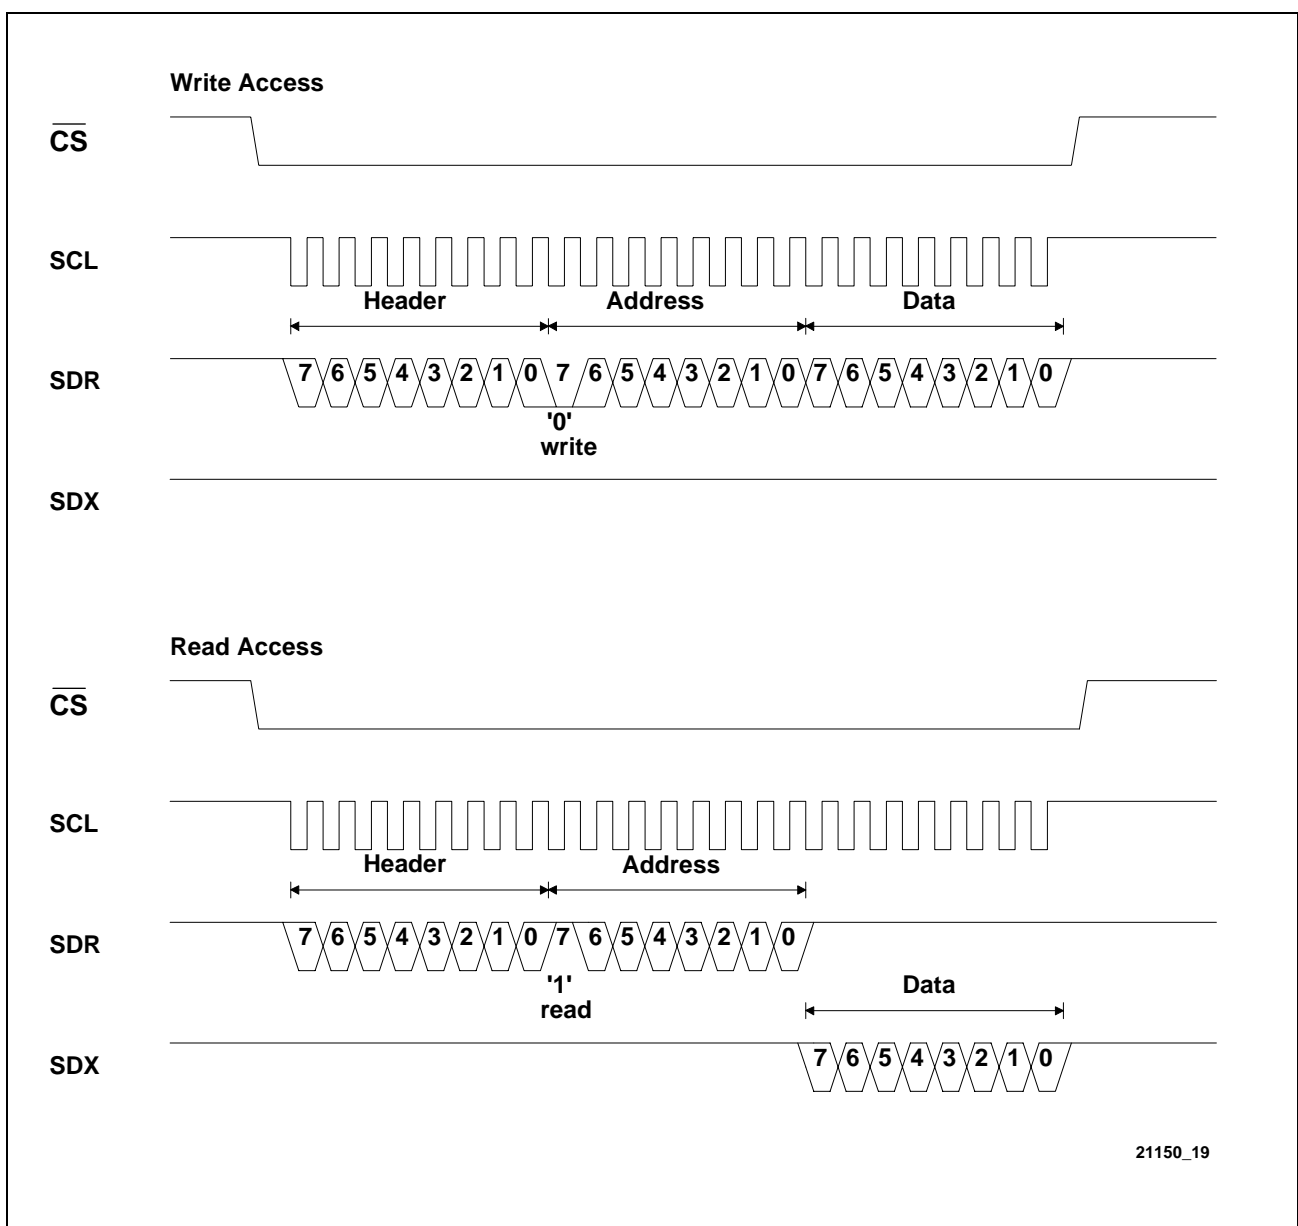 Write Access
CS
SCL
Header Address Data
SDR 7 6 5 4 3 2 1 0 7 6 5 4 3 2 1 0 7 6 5 4 3 2 1 0
'0'
write
SDX
Read Access
CS
SCL
Header Address
SDR 7 6 5 4 3 2 1 0 7 6 5 4 3 2 1 0
'1' Data
read
SDX 7 6 5 4 3 2 1 0
21150_19